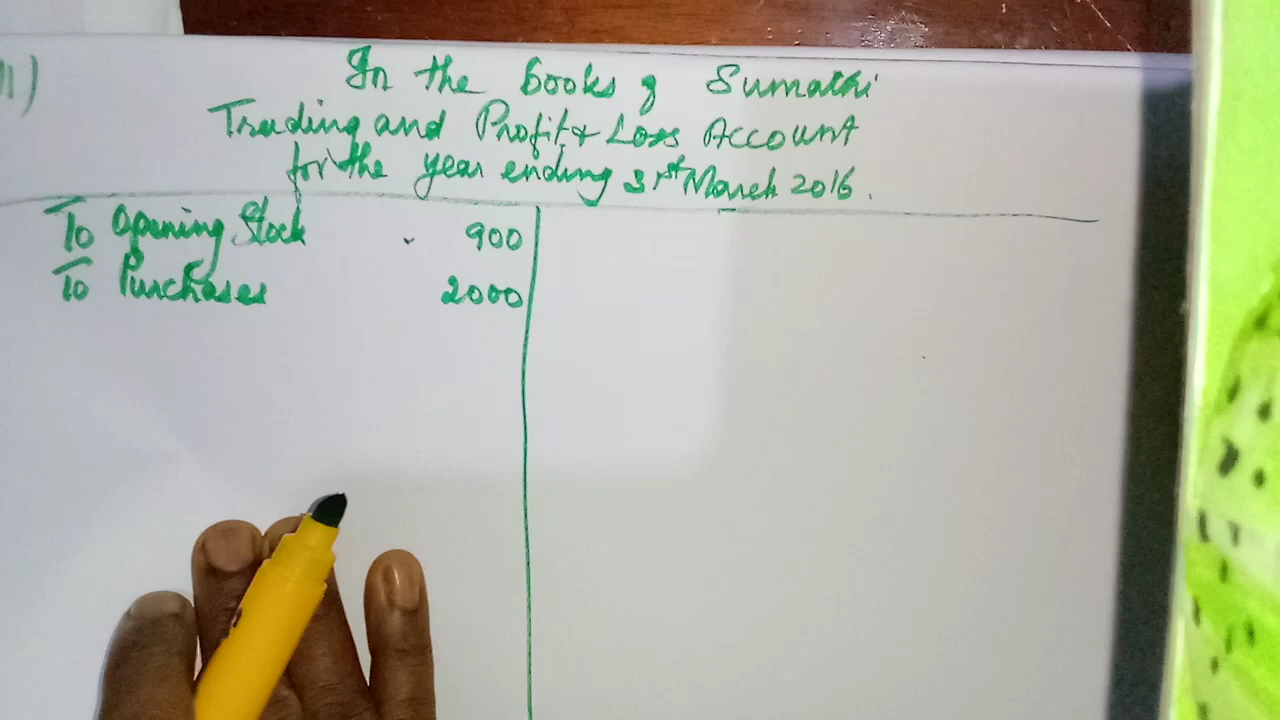 11)
In the books of Sumathi
Trading and Profit & Loss Account
for the year ending 31st March 2016.
To Opening Stock 900
To Purchases 2000